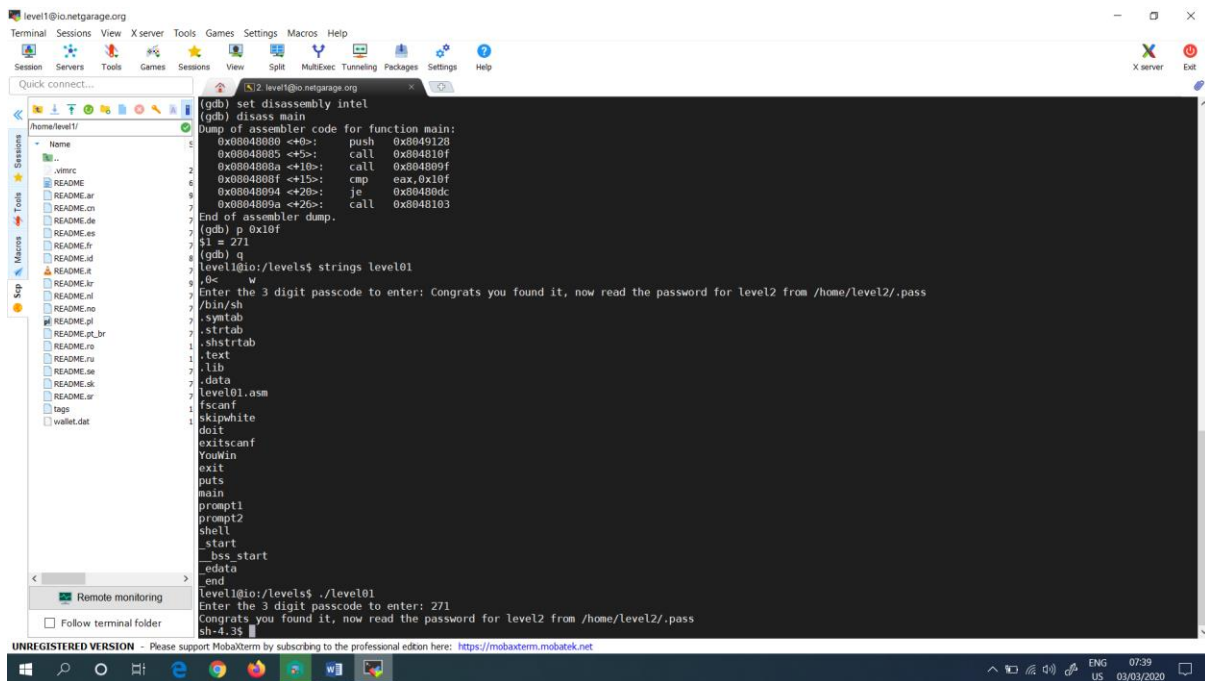 level1@io.netgarage.org
Terminal Sessions View X server Tools Games Settings Macros Help
Session Servers Tools Games Sessions View Split MultiExec Tunneling Packages Settings Help X server Exit
Quick connect...
2. level1@io.netgarage.org
/home/level1/
Name
..
.vimrc
README
README.ar
README.cn
README.de
README.es
README.fr
README.id
README.it
README.kr
README.nl
README.no
README.pl
README.pt_br
README.ro
README.ru
README.se
README.sk
README.sr
tags
wallet.dat
Sessions
Tools
Macros
Scp
Remote monitoring
Follow terminal folder
(gdb) set disassembly intel
(gdb) disass main
Dump of assembler code for function main:
0x08048080 <+0>: push 0x8049128
0x08048085 <+5>: call 0x804810f
0x0804808a <+10>: call 0x804809f
0x0804808f <+15>: cmp eax,0x10f
0x08048094 <+20>: je 0x80480dc
0x0804809a <+26>: call 0x8048103
End of assembler dump.
(gdb) p 0x10f
$1 = 271
(gdb) q
level1@io:/levels$ strings level01
,0< w
Enter the 3 digit passcode to enter: Congrats you found it, now read the password for level2 from /home/level2/.pass
/bin/sh
.symtab
.strtab
.shstrtab
.text
.lib
.data
level01.asm
fscanf
skipwhite
doit
exitscanf
YouWin
exit
puts
main
prompt1
prompt2
shell
_start
__bss_start
_edata
_end
level1@io:/levels$ ./level01
Enter the 3 digit passcode to enter: 271
Congrats you found it, now read the password for level2 from /home/level2/.pass
sh-4.3$
UNREGISTERED VERSION - Please support MobaXterm by subscribing to the professional edition here: https://mobaxterm.mobatek.net
ENG 07:39
US 03/03/2020